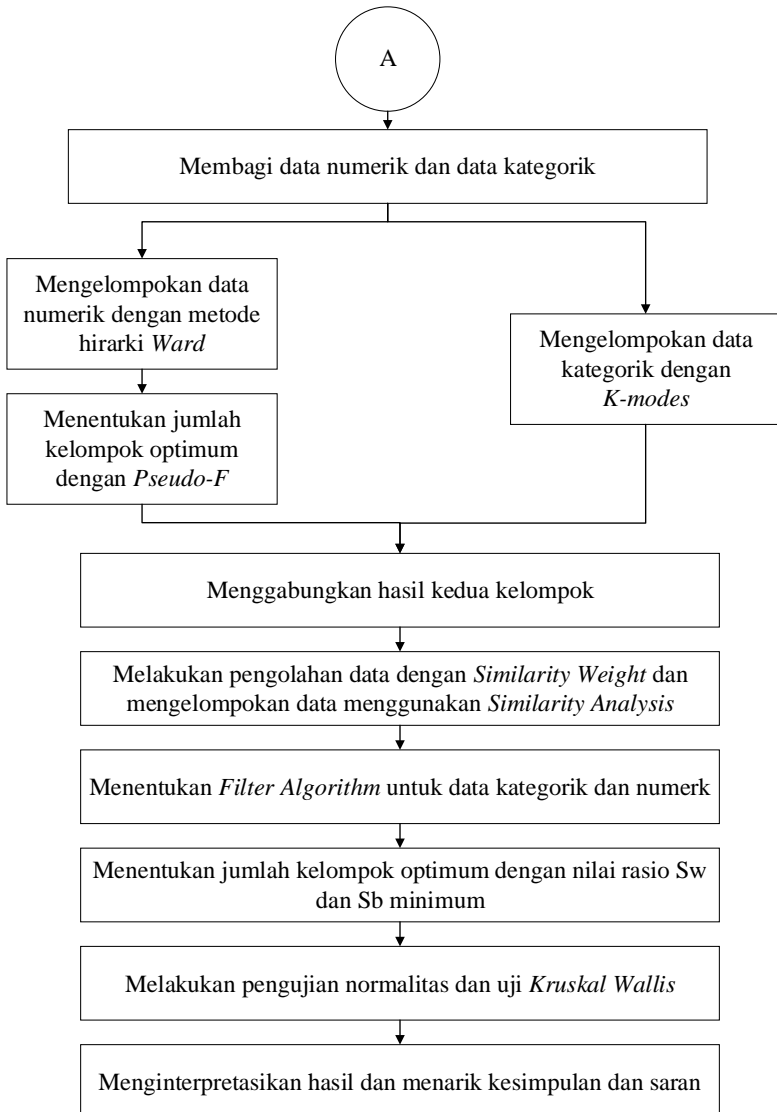 A
Membagi data numerik dan data kategorik
Mengelompokan data
numerik dengan metode
hirarki Ward
Menentukan jumlah
kelompok optimum
dengan Pseudo-F
Mengelompokan data
kategorik dengan
K-modes
Menggabungkan hasil kedua kelompok
Melakukan pengolahan data dengan Similarity Weight dan
mengelompokan data menggunakan Similarity Analysis
Menentukan Filter Algorithm untuk data kategorik dan numerk
Menentukan jumlah kelompok optimum dengan nilai rasio Sw
dan Sb minimum
Melakukan pengujian normalitas dan uji Kruskal Wallis
Menginterpretasikan hasil dan menarik kesimpulan dan saran